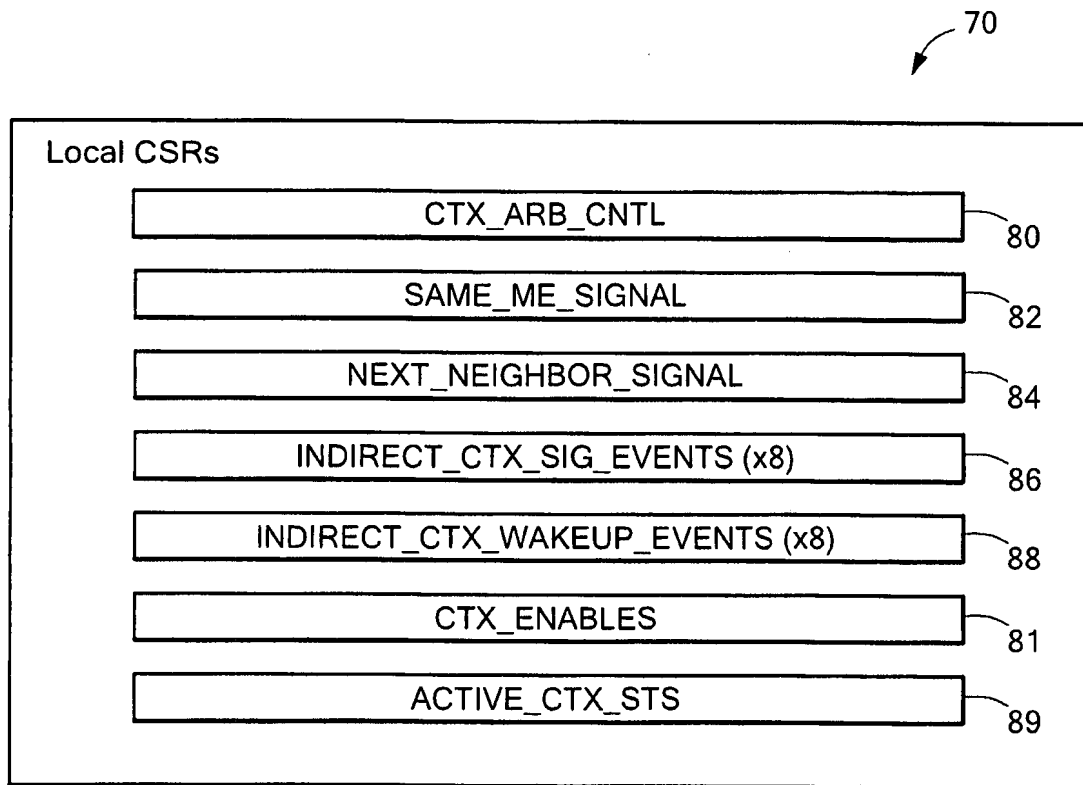 70
Local CSRs
CTX_ARB_CNTL
80
SAME_ME_SIGNAL
82
NEXT_NEIGHBOR_SIGNAL
84
INDIRECT_CTX_SIG_EVENTS (x8)
86
INDIRECT_CTX_WAKEUP_EVENTS (x8)
88
CTX_ENABLES
81
ACTIVE_CTX_STS
89